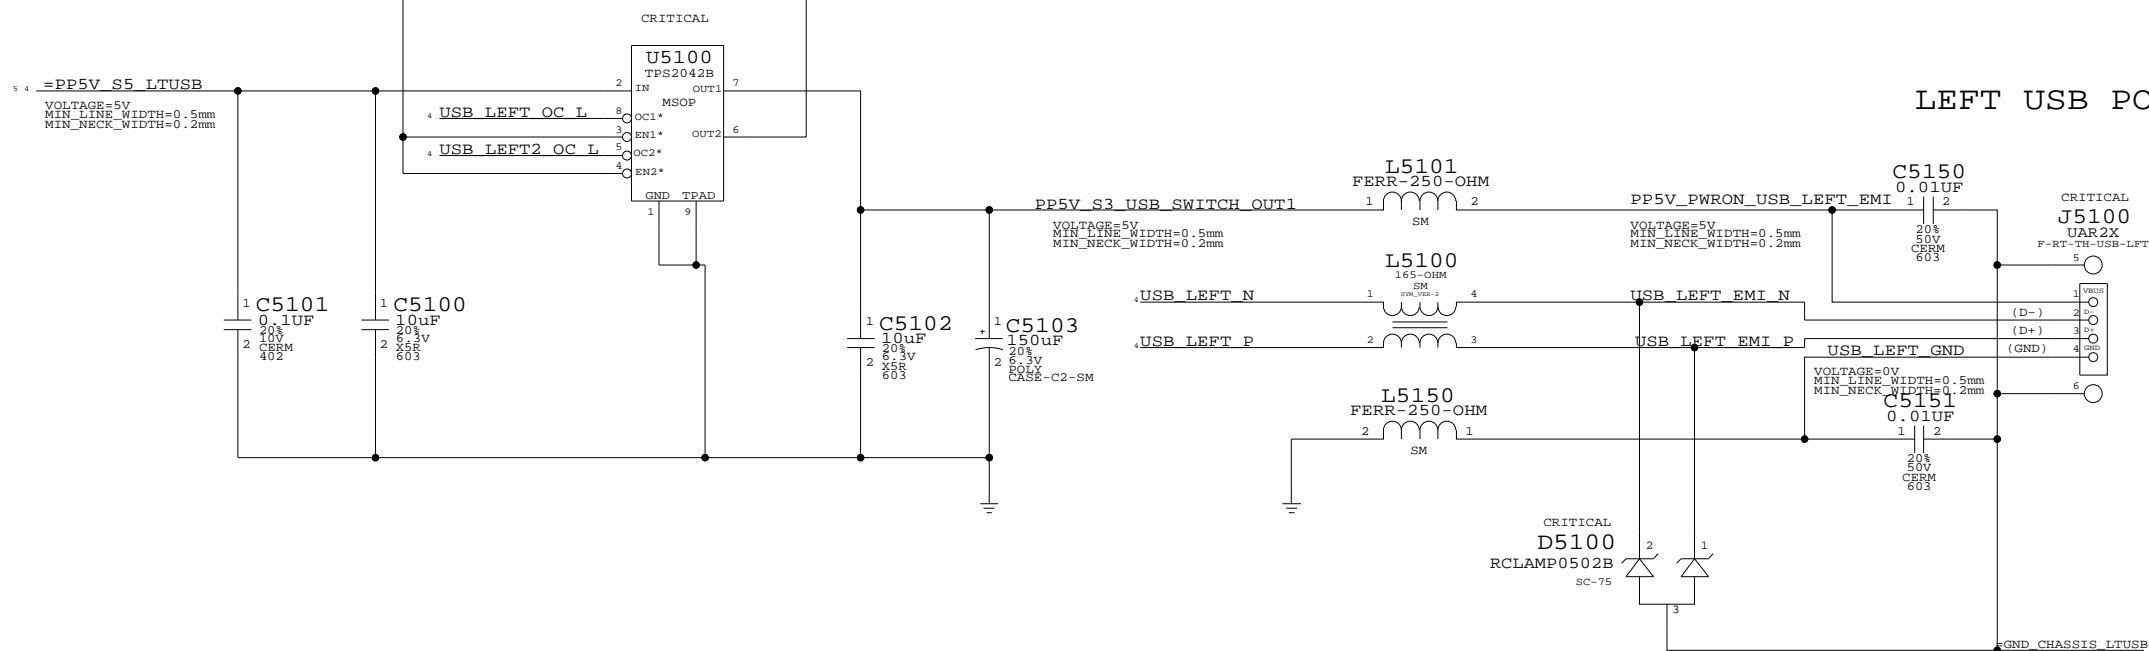 CRITICAL
U5100
TPS2042B
MSOP
2
IN
OUT1
7
8
OC1*
3
EN1*
OUT2
6
5
OC2*
4
EN2*
GND
TPAD
1
9
5 4
=PP5V_S5_LTUSB
VOLTAGE=5V
MIN_LINE_WIDTH=0.5mm
MIN_NECK_WIDTH=0.2mm
4
USB_LEFT_OC_L
4
USB_LEFT2_OC_L
LEFT USB PO
1
C5101
0.1UF
20%
10V
CERM
402
2
1
C5100
10uF
20%
6.3V
X5R
603
2
1
C5102
10uF
20%
6.3V
X5R
603
2
1
+
C5103
150uF
20%
6.3V
POLY
CASE-C2-SM
2
PP5V_S3_USB_SWITCH_OUT1
VOLTAGE=5V
MIN_LINE_WIDTH=0.5mm
MIN_NECK_WIDTH=0.2mm
L5101
FERR-250-OHM
1
2
SM
PP5V_PWRON_USB_LEFT_EMI
VOLTAGE=5V
MIN_LINE_WIDTH=0.5mm
MIN_NECK_WIDTH=0.2mm
C5150
0.01UF
1
2
20%
50V
CERM
603
CRITICAL
J5100
UAR2X
F-RT-TH-USB-LFT
5
L5100
165-OHM
SM
SYM_VER-2
4
USB_LEFT_N
1
4
USB_LEFT_EMI_N
4
USB_LEFT_P
2
3
USB_LEFT_EMI_P
USB_LEFT_GND
(D-)
(D+)
(GND)
1
VBUS
2
D-
3
D+
4
GND
6
VOLTAGE=0V
MIN_LINE_WIDTH=0.5mm
MIN_NECK_WIDTH=0.2mm
C5151
0.01UF
1
2
20%
50V
CERM
603
L5150
FERR-250-OHM
2
1
SM
CRITICAL
D5100
RCLAMP0502B
SC-75
2
1
3
=GND_CHASSIS_LTUSB